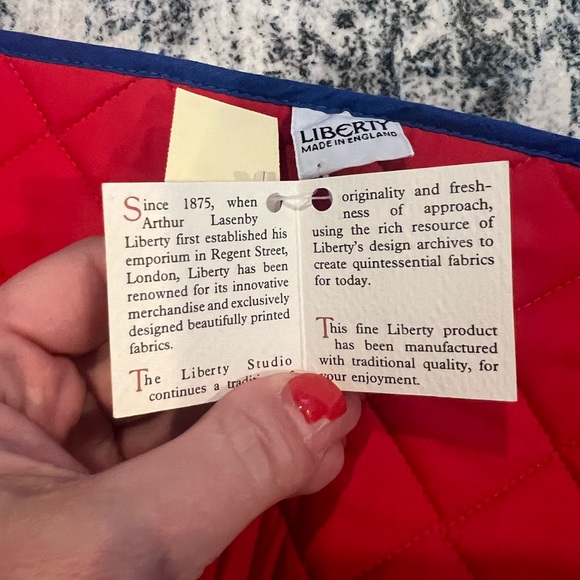 LIBERTY
MADE IN ENGLAND
Since 1875, when
Arthur Lasenby
Liberty first established his
emporium in Regent Street,
London, Liberty has been
renowned for its innovative
merchandise and exclusively
designed beautifully printed
fabrics.
The Liberty Studio
continues a
originality and fresh-
ness of approach,
using the rich resource of
Liberty's design archives to
create quintessential fabrics
for today.
This fine Liberty product
has been manufactured
with traditional quality, for
your enjoyment.